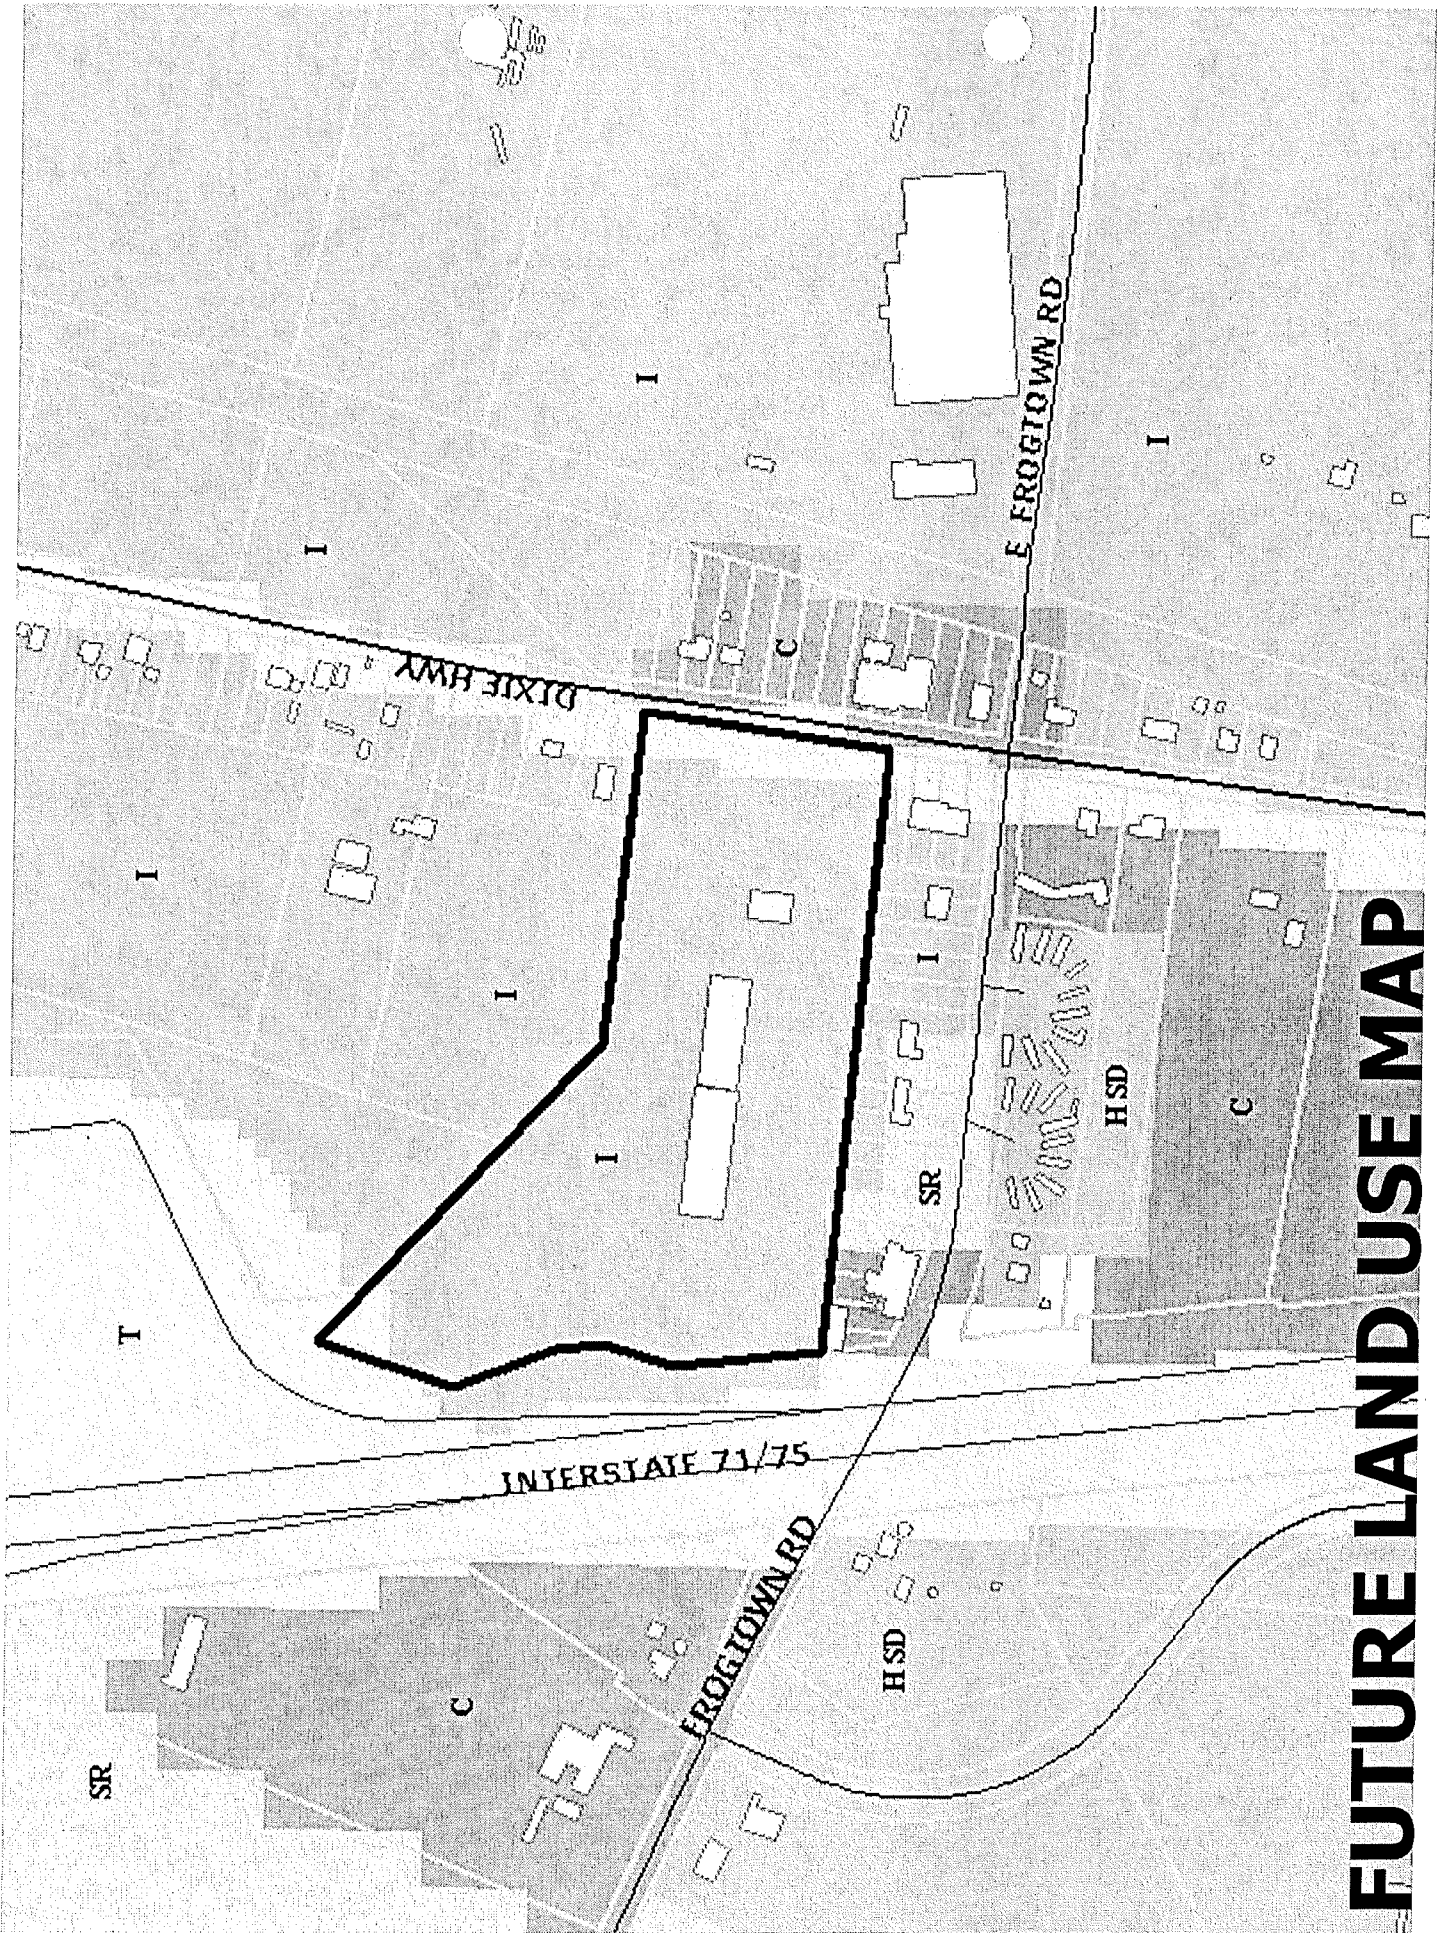 SR
T
I
I
C
DIXIE HWY
I
I
I
INTERSTATE 71/75
FROGTOWN RD
C
H SD
SR
I
E FROGTOWN RD
H SD
I
C
FUTURE LAND USE MAP